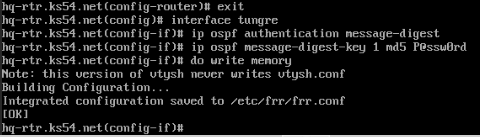 hq-rtr.ks54.net(config-router)# exit
hq-rtr.ks54.net(config)# interface tungre
hq-rtr.ks54.net(config-if)# ip ospf authentication message-digest
hq-rtr.ks54.net(config-if)# ip ospf message-digest-key 1 md5 P@ssw0rd
hq-rtr.ks54.net(config-if)# do write memory
Note: this version of vtysh never writes vtysh.conf
Building Configuration...
Integrated configuration saved to /etc/frr/frr.conf
[OK]
hq-rtr.ks54.net(config-if)#